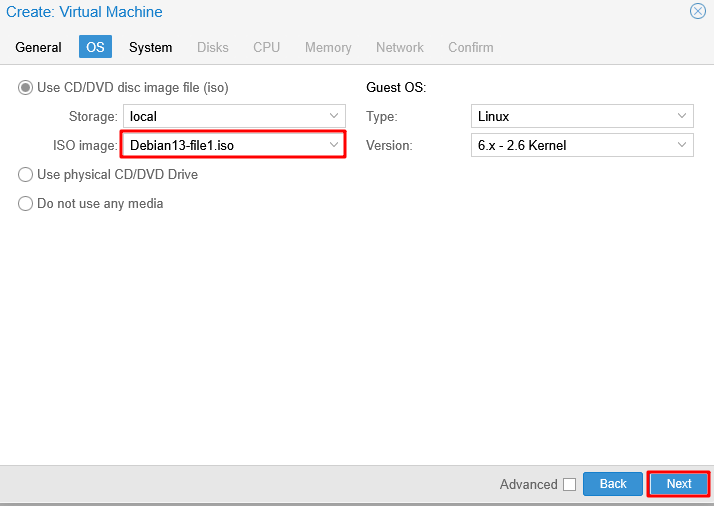 Create: Virtual Machine
General OS System Disks CPU Memory Network Confirm
Use CD/DVD disc image file (iso) Guest OS:
Storage: local Type: Linux
ISO image: Debian13-file1.iso Version: 6.x - 2.6 Kernel
Use physical CD/DVD Drive
Do not use any media
Advanced Back Next